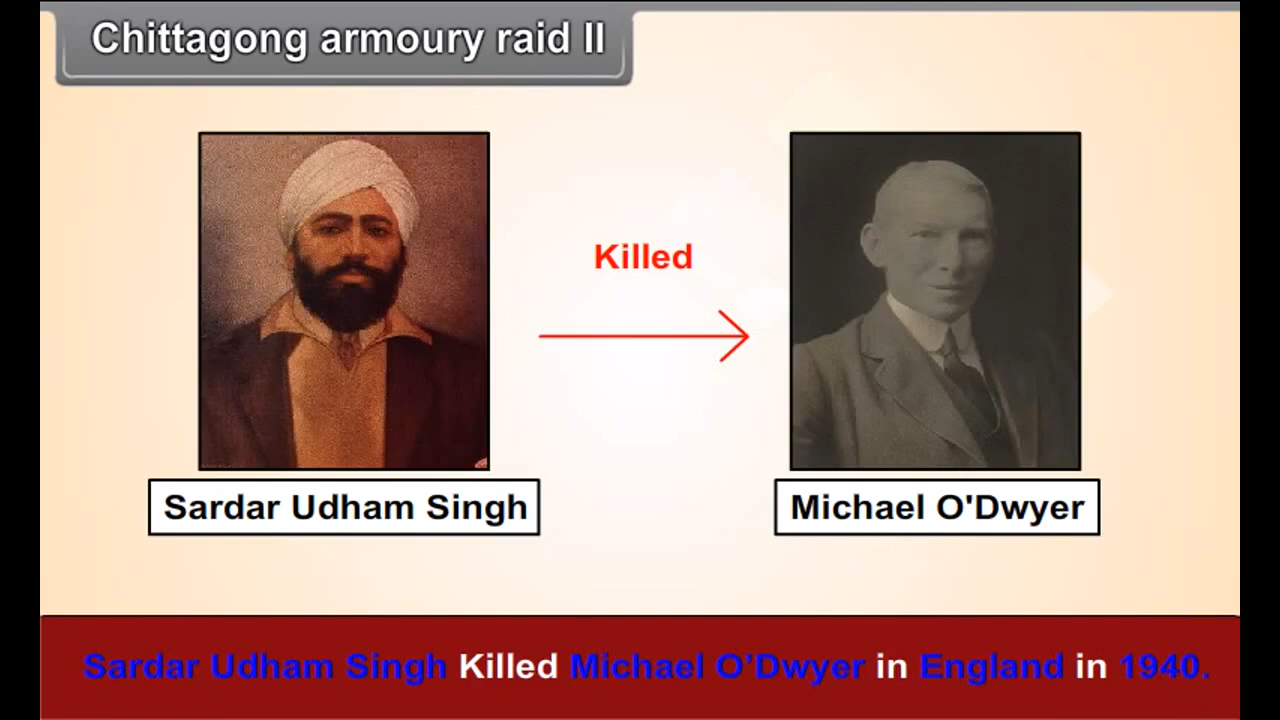 Chittagong armoury raid II
Killed
Sardar Udham Singh
Michael O'Dwyer
Sardar Udham Singh Killed Michael O’Dwyer in England in 1940.